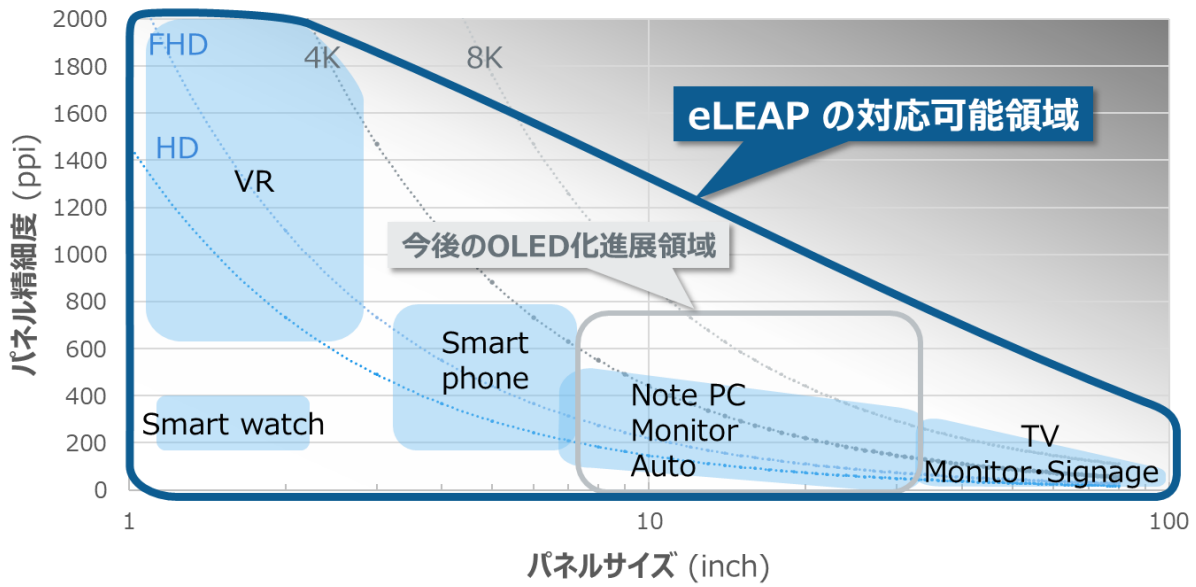 2000
1800
1600
1400
1200
1000
800
600
400
200
0
パネル精細度 (ppi)
FHD
4K
8K
HD
eLEAP の対応可能領域
VR
今後のOLED化進展領域
Smart
phone
Smart watch
Note PC
Monitor
Auto
TV
Monitor・Signage
1
10
100
パネルサイズ (inch)